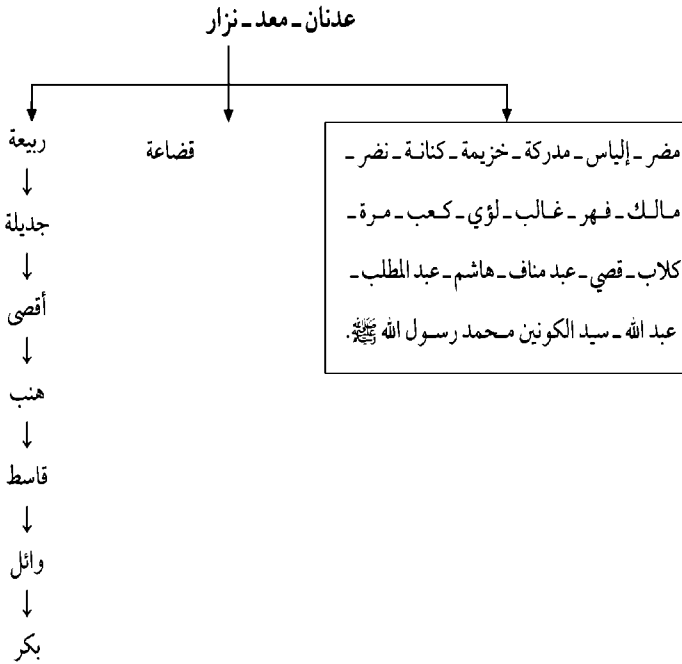 عدنان ـ معد ـ نزار
مضر ـ إلياس ـ مدركة ـ خزيمة ـ كنانة ـ نضر ـ
مالك ـ فهر ـ غالب ـ لؤي ـ كعب ـ مرة ـ
كلاب ـ قصي ـ عبد مناف ـ هاشم ـ عبد المطلب ـ
عبد الله ـ سيد الكونين محمد رسول الله ﷺ.
قضاعة
ربيعة
↓
جديلة
↓
أقصى
↓
هنب
↓
قاسط
↓
وائل
↓
بكر